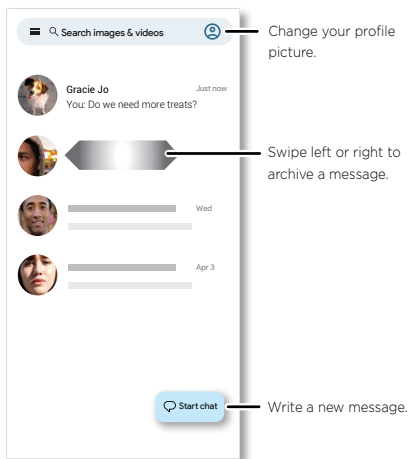 Search images & videos
Change your profile
picture.
Gracie Jo
Just now
You: Do we need more treats?
Swipe left or right to
archive a message.
Wed
Apr 3
Start chat
Write a new message.